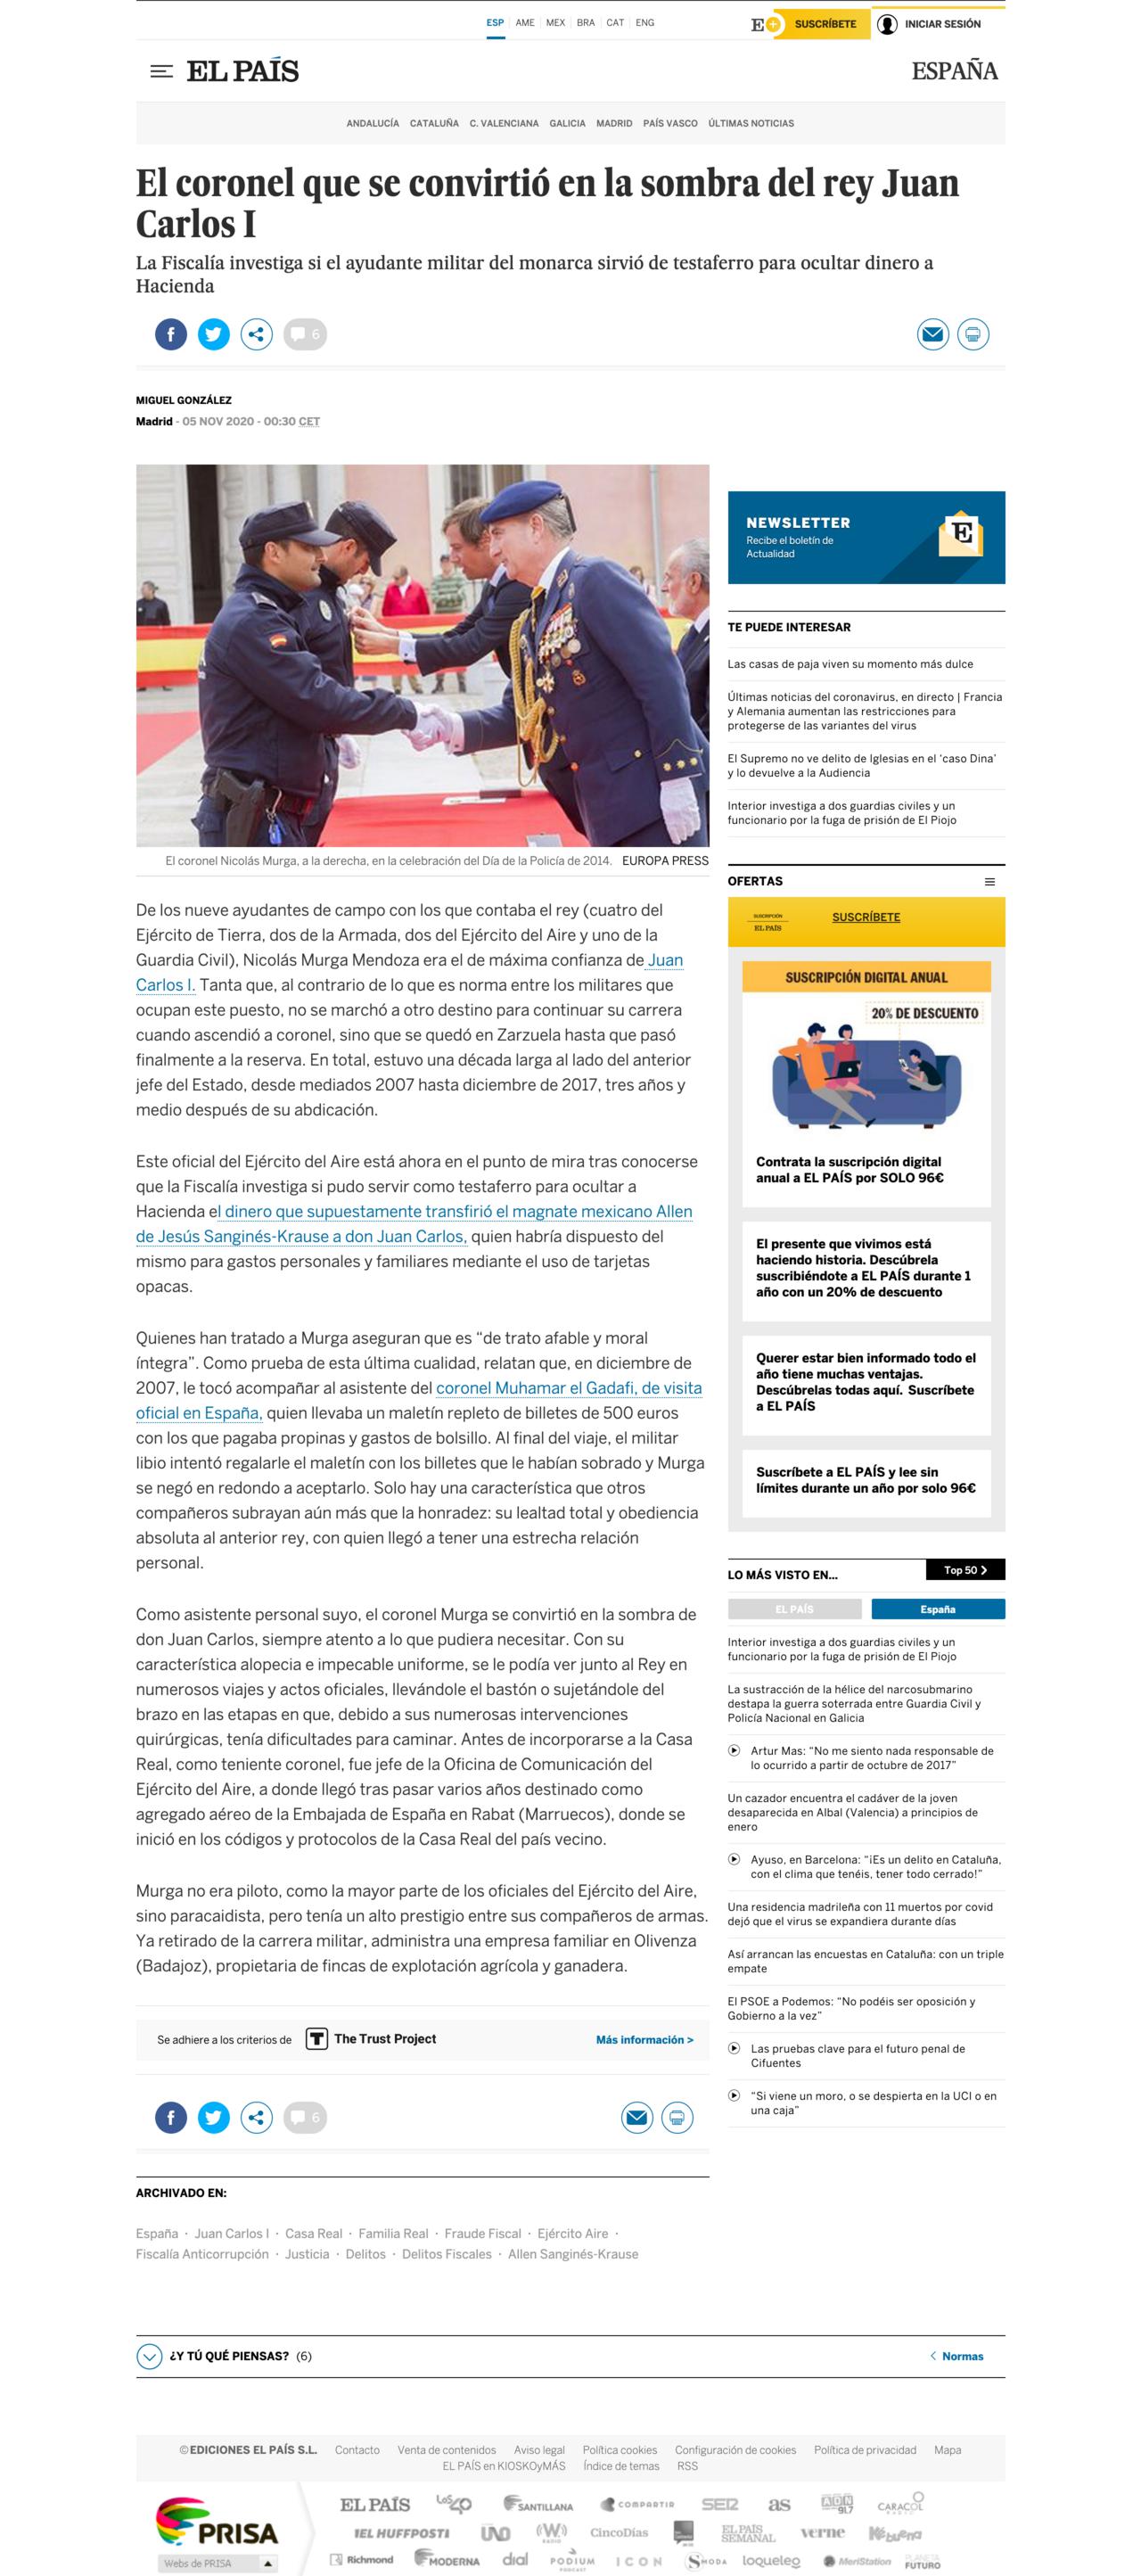 ESP AME MEX BRA CAT ENG
E+ SUSCRÍBETE INICIAR SESIÓN
EL PAÍS
ESPAÑA
ANDALUCÍA CATALUÑA C. VALENCIANA GALICIA MADRID PAÍS VASCO ÚLTIMAS NOTICIAS
El coronel que se convirtió en la sombra del rey Juan
Carlos I
La Fiscalía investiga si el ayudante militar del monarca sirvió de testaferro para ocultar dinero a
Hacienda
6
MIGUEL GONZÁLEZ
Madrid - 05 NOV 2020 - 00:30 CET
El coronel Nicolás Murga, a la derecha, en la celebración del Día de la Policía de 2014. EUROPA PRESS
De los nueve ayudantes de campo con los que contaba el rey (cuatro del
Ejército de Tierra, dos de la Armada, dos del Ejército del Aire y uno de la
Guardia Civil), Nicolás Murga Mendoza era el de máxima confianza de Juan
Carlos I. Tanta que, al contrario de lo que es norma entre los militares que
ocupan este puesto, no se marchó a otro destino para continuar su carrera
cuando ascendió a coronel, sino que se quedó en Zarzuela hasta que pasó
finalmente a la reserva. En total, estuvo una década larga al lado del anterior
jefe del Estado, desde mediados 2007 hasta diciembre de 2017, tres años y
medio después de su abdicación.
Este oficial del Ejército del Aire está ahora en el punto de mira tras conocerse
que la Fiscalía investiga si pudo servir como testaferro para ocultar a
Hacienda el dinero que supuestamente transfirió el magnate mexicano Allen
de Jesús Sanginés-Krause a don Juan Carlos, quien habría dispuesto del
mismo para gastos personales y familiares mediante el uso de tarjetas
opacas.
Quienes han tratado a Murga aseguran que es “de trato afable y moral
íntegra”. Como prueba de esta última cualidad, relatan que, en diciembre de
2007, le tocó acompañar al asistente del coronel Muhamar el Gadafi, de visita
oficial en España, quien llevaba un maletín repleto de billetes de 500 euros
con los que pagaba propinas y gastos de bolsillo. Al final del viaje, el militar
libio intentó regalarle el maletín con los billetes que le habían sobrado y Murga
se negó en redondo a aceptarlo. Solo hay una característica que otros
compañeros subrayan aún más que la honradez: su lealtad total y obediencia
absoluta al anterior rey, con quien llegó a tener una estrecha relación
personal.
Como asistente personal suyo, el coronel Murga se convirtió en la sombra de
don Juan Carlos, siempre atento a lo que pudiera necesitar. Con su
característica alopecia e impecable uniforme, se le podía ver junto al Rey en
numerosos viajes y actos oficiales, llevándole el bastón o sujetándole del
brazo en las etapas en que, debido a sus numerosas intervenciones
quirúrgicas, tenía dificultades para caminar. Antes de incorporarse a la Casa
Real, como teniente coronel, fue jefe de la Oficina de Comunicación del
Ejército del Aire, a donde llegó tras pasar varios años destinado como
agregado aéreo de la Embajada de España en Rabat (Marruecos), donde se
inició en los códigos y protocolos de la Casa Real del país vecino.
Murga no era piloto, como la mayor parte de los oficiales del Ejército del Aire,
sino paracaidista, pero tenía un alto prestigio entre sus compañeros de armas.
Ya retirado de la carrera militar, administra una empresa familiar en Olivenza
(Badajoz), propietaria de fincas de explotación agrícola y ganadera.
Se adhiere a los criterios de T The Trust Project Más información >
6
ARCHIVADO EN:
España · Juan Carlos I · Casa Real · Familia Real · Fraude Fiscal · Ejército Aire ·
Fiscalía Anticorrupción · Justicia · Delitos · Delitos Fiscales · Allen Sanginés-Krause
NEWSLETTER
Recibe el boletín de
Actualidad
E
TE PUEDE INTERESAR
Las casas de paja viven su momento más dulce
Últimas noticias del coronavirus, en directo | Francia
y Alemania aumentan las restricciones para
protegerse de las variantes del virus
El Supremo no ve delito de Iglesias en el ‘caso Dina’
y lo devuelve a la Audiencia
Interior investiga a dos guardias civiles y un
funcionario por la fuga de prisión de El Piojo
OFERTAS
SUSCRIPCIÓN
EL PAÍS
SUSCRÍBETE
SUSCRIPCIÓN DIGITAL ANUAL
20% DE DESCUENTO
Contrata la suscripción digital
anual a EL PAÍS por SOLO 96€
El presente que vivimos está
haciendo historia. Descúbrela
suscribiéndote a EL PAÍS durante 1
año con un 20% de descuento
Querer estar bien informado todo el
año tiene muchas ventajas.
Descúbrelas todas aquí. Suscríbete
a EL PAÍS
Suscríbete a EL PAÍS y lee sin
límites durante un año por solo 96€
LO MÁS VISTO EN... Top 50 >
EL PAÍS España
Interior investiga a dos guardias civiles y un
funcionario por la fuga de prisión de El Piojo
La sustracción de la hélice del narcosubmarino
destapa la guerra soterrada entre Guardia Civil y
Policía Nacional en Galicia
Artur Mas: “No me siento nada responsable de
lo ocurrido a partir de octubre de 2017”
Un cazador encuentra el cadáver de la joven
desaparecida en Albal (Valencia) a principios de
enero
Ayuso, en Barcelona: “¡Es un delito en Cataluña,
con el clima que tenéis, tener todo cerrado!”
Una residencia madrileña con 11 muertos por covid
dejó que el virus se expandiera durante días
Así arrancan las encuestas en Cataluña: con un triple
empate
El PSOE a Podemos: “No podéis ser oposición y
Gobierno a la vez”
Las pruebas clave para el futuro penal de
Cifuentes
“Si viene un moro, o se despierta en la UCI o en
una caja”
¿Y TÚ QUÉ PIENSAS? (6) < Normas
© EDICIONES EL PAÍS S.L. Contacto Venta de contenidos Aviso legal Política cookies Configuración de cookies Política de privacidad Mapa
EL PAÍS en KIOSKOyMÁS Índice de temas RSS
PRISA
Webs de PRISA
EL PAÍS LOS40 SANTILLANA COMPARTIR SER as ADN 91.7 CARACOL
EL HUFFPOST UNO W RADIO CincoDías EL PAÍS SEMANAL verne Ké buena
Richmond MODERNA dial PODIUM PODCAST ICON S MODA loqueleo MeriStation PLANETA FUTURO